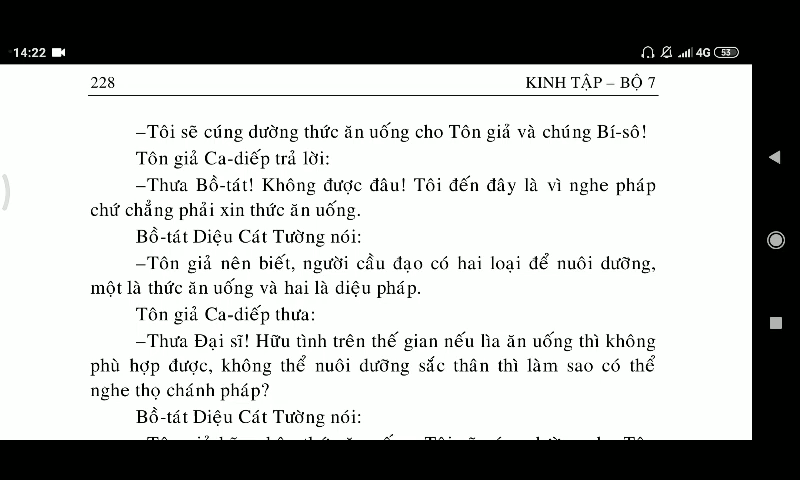 14:22 4G 53
228 KINH TẬP – BỘ 7
–Tôi sẽ cúng dường thức ăn uống cho Tôn giả và chúng Bí-sô!
Tôn giả Ca-diếp trả lời:
–Thưa Bồ-tát! Không được đâu! Tôi đến đây là vì nghe pháp
chứ chẳng phải xin thức ăn uống.
Bồ-tát Diệu Cát Tường nói:
–Tôn giả nên biết, người cầu đạo có hai loại để nuôi dưỡng,
một là thức ăn uống và hai là diệu pháp.
Tôn giả Ca-diếp thưa:
–Thưa Đại sĩ! Hữu tình trên thế gian nếu lìa ăn uống thì không
phù hợp được, không thể nuôi dưỡng sắc thân thì làm sao có thể
nghe thọ chánh pháp?
Bồ-tát Diệu Cát Tường nói: